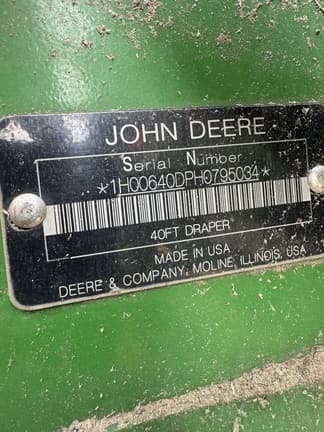 JOHN DEERE
Serial Number
*1H00640DPH0795034*
40FT DRAPER
MADE IN USA
DEERE & COMPANY, MOLINE, ILLINOIS, USA